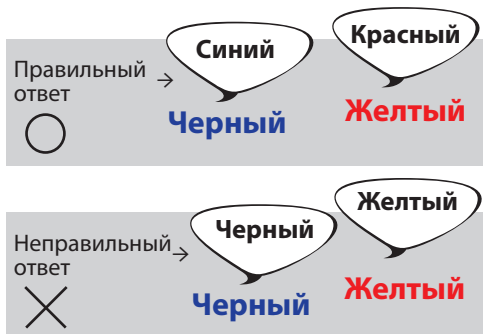 Синий
Красный
Правильный →
ответ
Черный
Желтый
Черный
Желтый
Неправильный →
ответ
Черный
Желтый